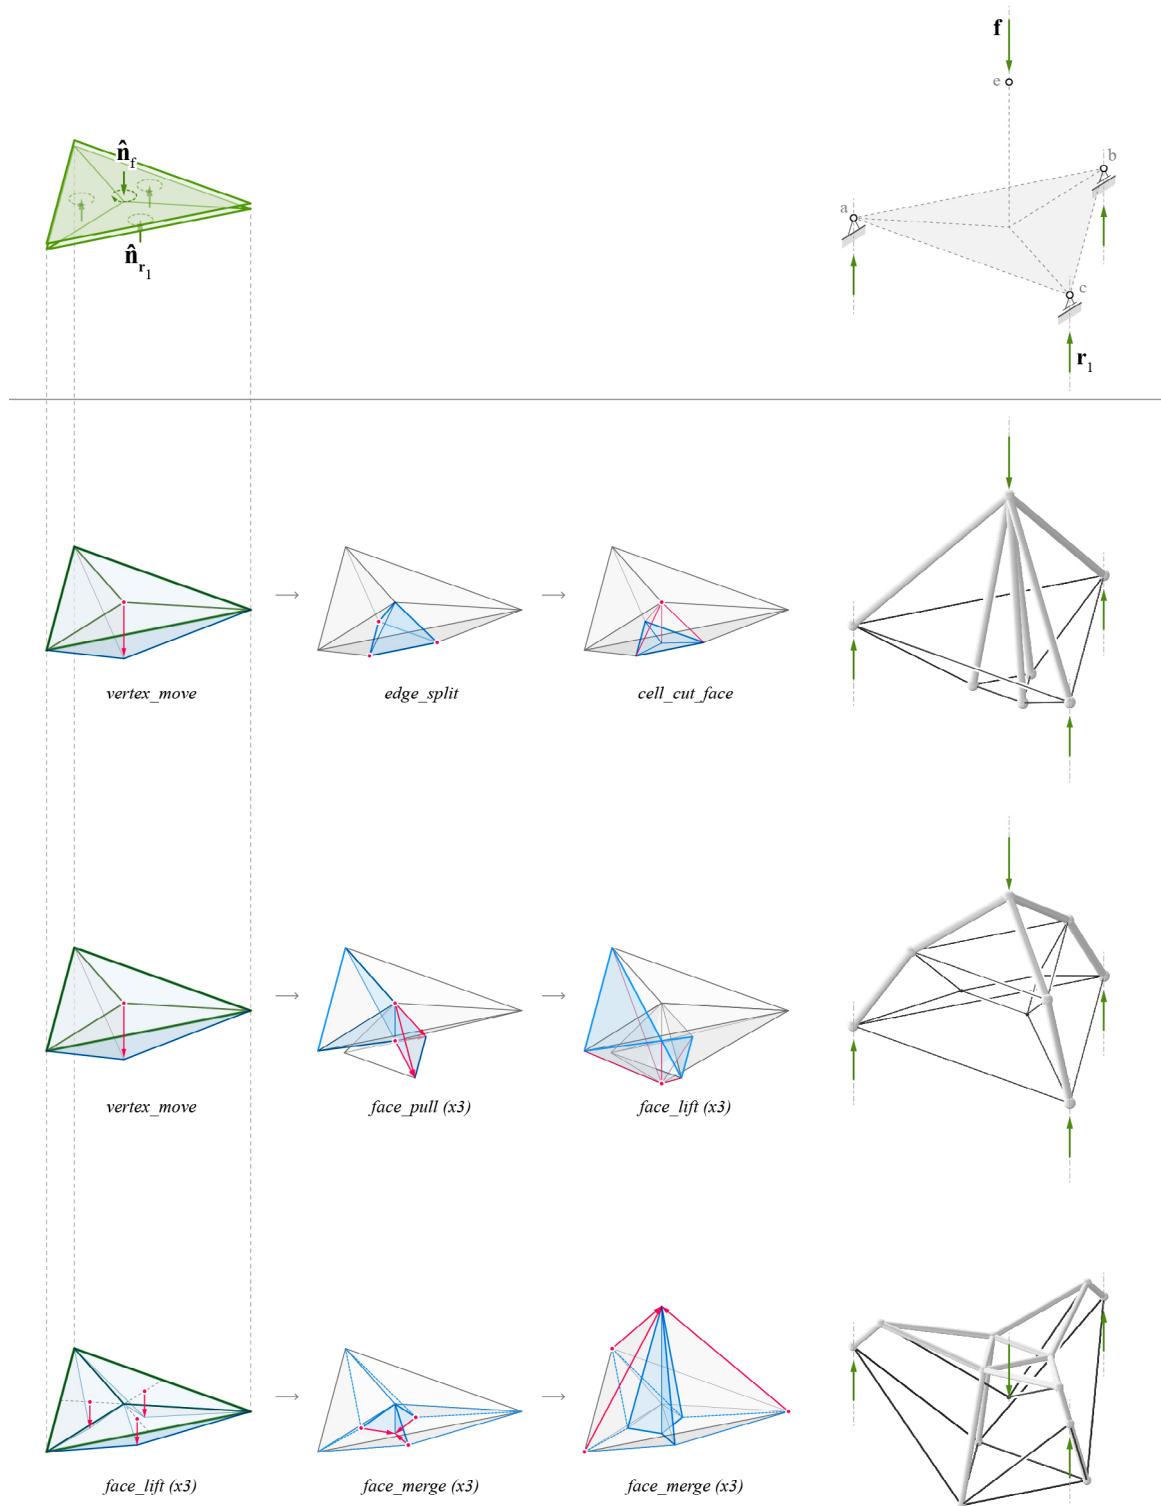 f
e
n̂f
b
a
n̂r1
c
r1
vertex_move
edge_split
cell_cut_face
vertex_move
face_pull (x3)
face_lift (x3)
face_lift (x3)
face_merge (x3)
face_merge (x3)